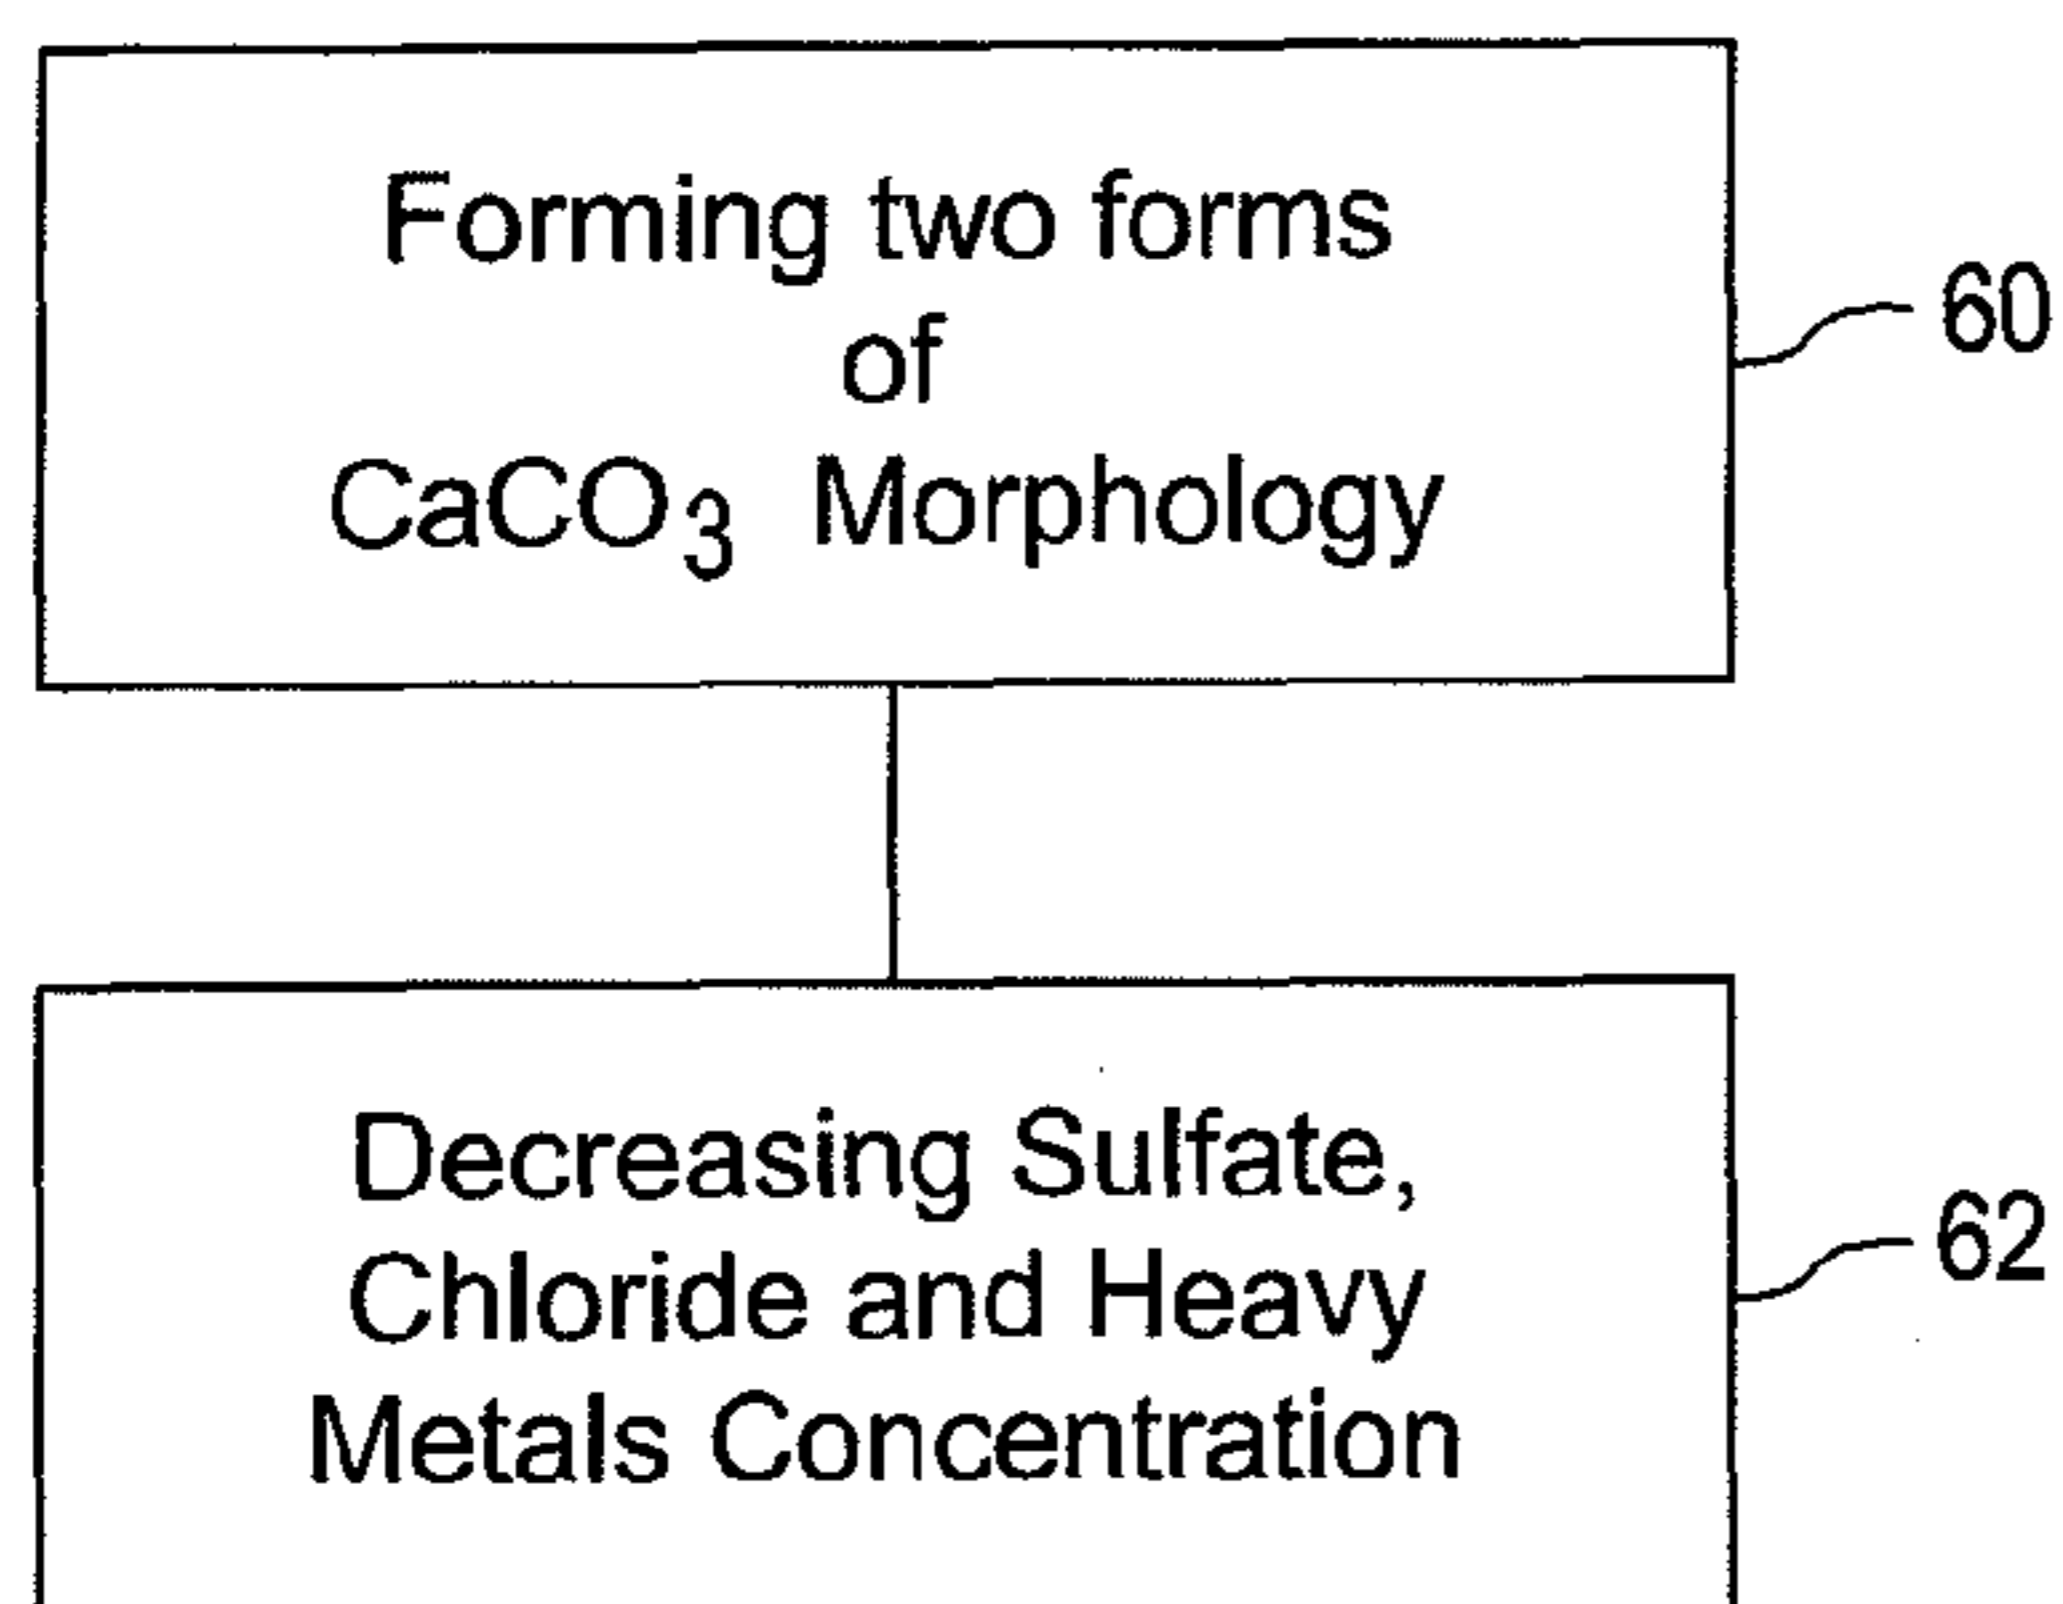 Forming two forms
of
CaCO₃ Morphology
60
Decreasing Sulfate,
Chloride and Heavy
Metals Concentration
62